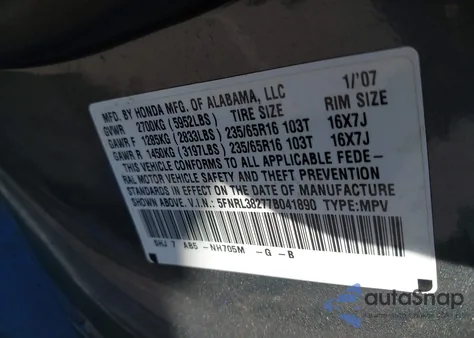 MFD. BY HONDA MFG. OF ALABAMA, LLC 1/'07
GVWR 2700KG (5952LBS) TIRE SIZE RIM SIZE
GAWR F 1285KG (2833LBS) 235/65R16 103T 16X7J
GAWR R 1450KG (3197LBS) 235/65R16 103T 16X7J
THIS VEHICLE CONFORMS TO ALL APPLICABLE FEDE-
RAL MOTOR VEHICLE SAFETY AND THEFT PREVENTION
STANDARDS IN EFFECT ON THE DATE OF MANUFACTURE
SHOWN ABOVE. V.I.N.: 5FNRL38277B041890 TYPE:MPV
SHJ 7 AB5 -NH705M -G -B
autoSnap